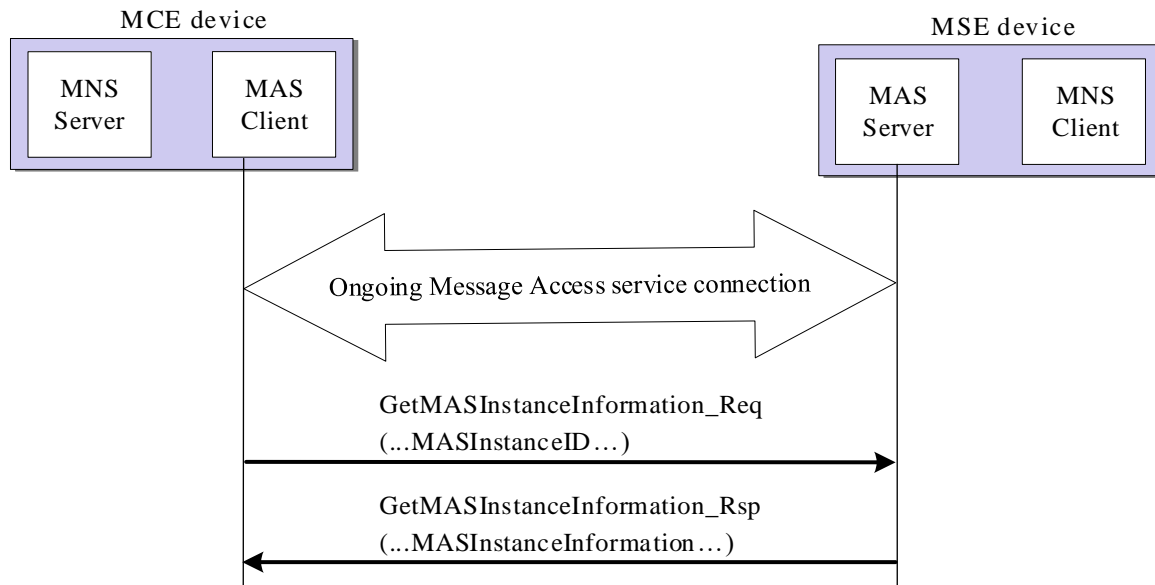 MCE device
MSE device
MNS
Server
MAS
Client
MAS
Server
MNS
Client
Ongoing Message Access service connection
GetMASInstanceInformation_Req
(...MASInstanceID...)
GetMASInstanceInformation_Rsp
(...MASInstanceInformation...)